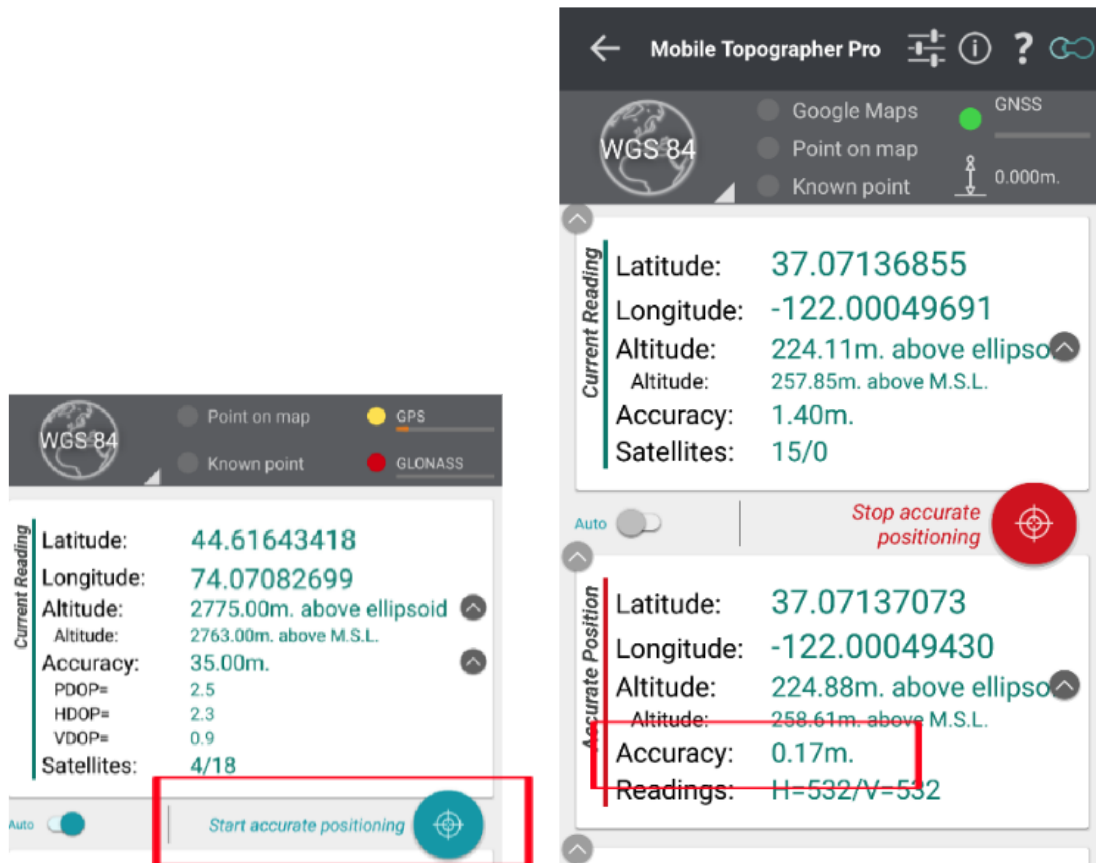 WGS 84
Point on map
GPS
Known point
GLONASS
Current Reading
Latitude: 44.61643418
Longitude: 74.07082699
Altitude: 2775.00m. above ellipsoid
Altitude: 2763.00m. above M.S.L.
Accuracy: 35.00m.
PDOP= 2.5
HDOP= 2.3
VDOP= 0.9
Satellites: 4/18
Auto
Start accurate positioning
Mobile Topographer Pro
?
WGS 84
Google Maps
GNSS
Point on map
Known point
0.000m.
Current Reading
Latitude: 37.07136855
Longitude: -122.00049691
Altitude: 224.11m. above ellipso
Altitude: 257.85m. above M.S.L.
Accuracy: 1.40m.
Satellites: 15/0
Auto
Stop accurate
positioning
Accurate Position
Latitude: 37.07137073
Longitude: -122.00049430
Altitude: 224.88m. above ellipso
Altitude: 258.61m. above M.S.L.
Accuracy: 0.17m.
Readings: H=532/V=532